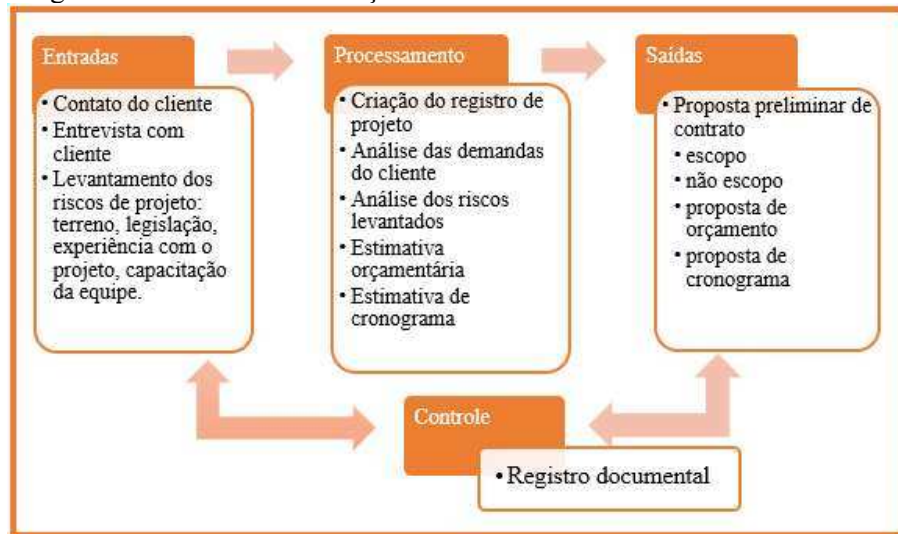 Entradas
• Contato do cliente
• Entrevista com
cliente
• Levantamento dos
riscos de projeto:
terreno, legislação,
experiência com o
projeto, capacitação
da equipe.
Processamento
• Criação do registro de
projeto
• Análise das demandas
do cliente
• Análise dos riscos
levantados
• Estimativa
orçamentária
• Estimativa de
cronograma
Saídas
• Proposta preliminar de
contrato
• escopo
• não escopo
• proposta de
orçamento
• proposta de
cronograma
Controle
• Registro documental